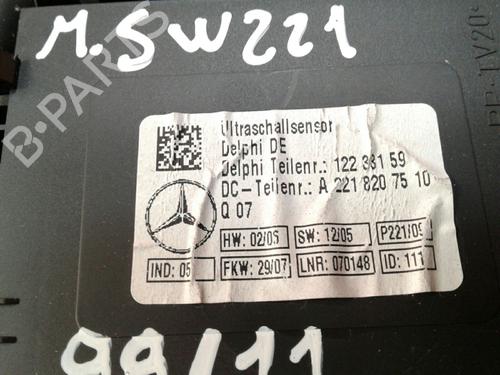 M.SW221
B-PARTS
Ultraschallsensor
Delphi DE
Delphi Teilenr.: 122 381 59
DC-Teilenr.: A 221 820 75 10
Q 07
HW: 02/05 SW: 12/05 P221/09
IND: 05 FKW: 29/07 LNR: 070148 ID: 111
99/11